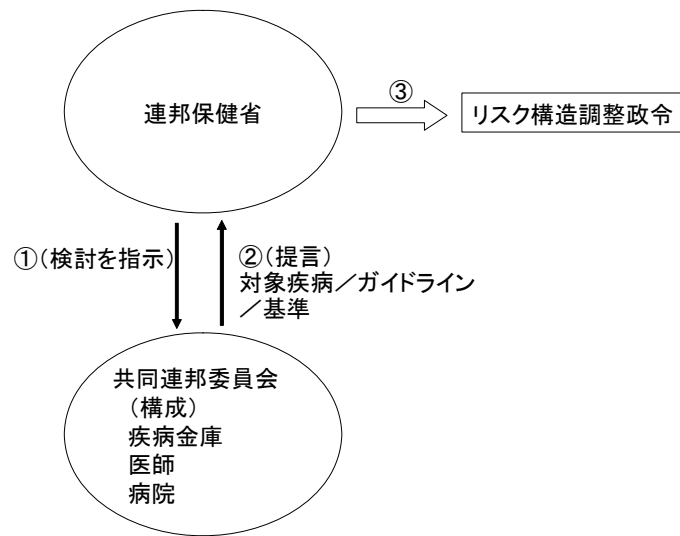 連邦保健省
③
リスク構造調整政令
①(検討を指示)
②(提言)
対象疾病/ガイドライン
/基準
共同連邦委員会
(構成)
疾病金庫
医師
病院